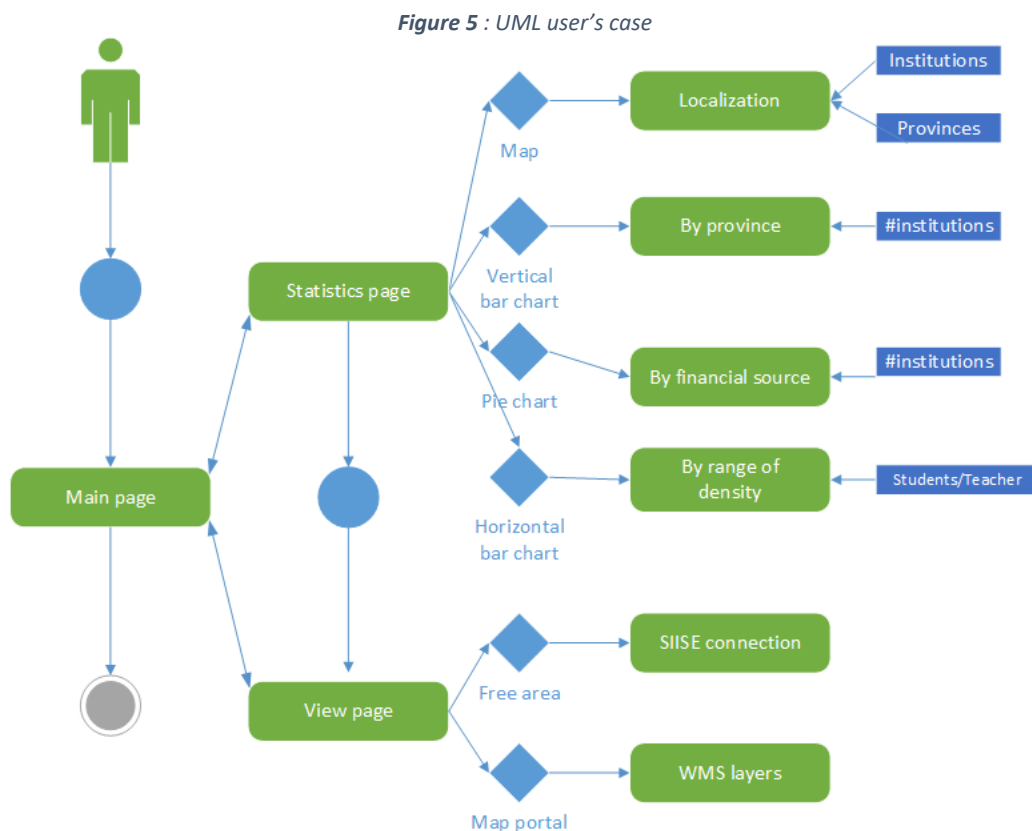 Figure 5 : UML user's case
Institutions
Localization
Provinces
Map
By province
#institutions
Statistics page
Vertical
bar chart
By financial source
#institutions
Pie chart
Main page
By range of
density
Students/Teacher
Horizontal
bar chart
SIISE connection
Free area
View page
WMS layers
Map portal